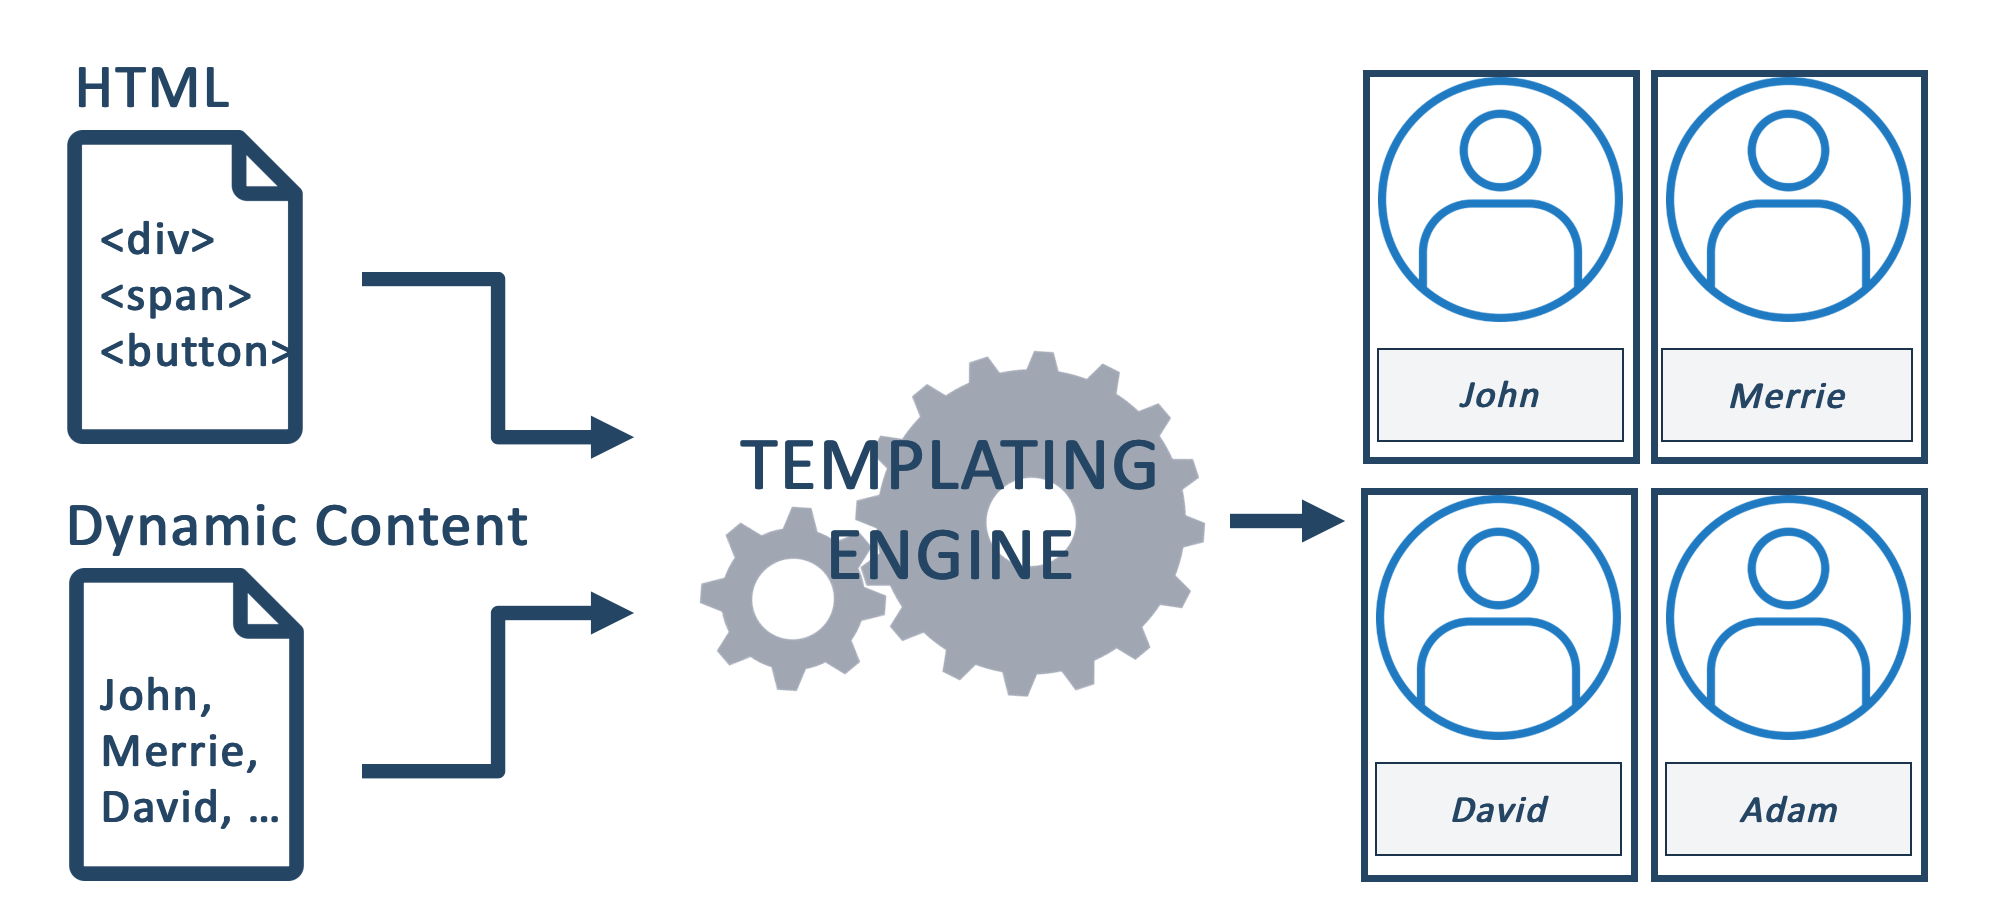 HTML
<div>
<span>
<button>
Dynamic Content
John,
Merrie,
David, ...
TEMPLATING
ENGINE
John
Merrie
David
Adam